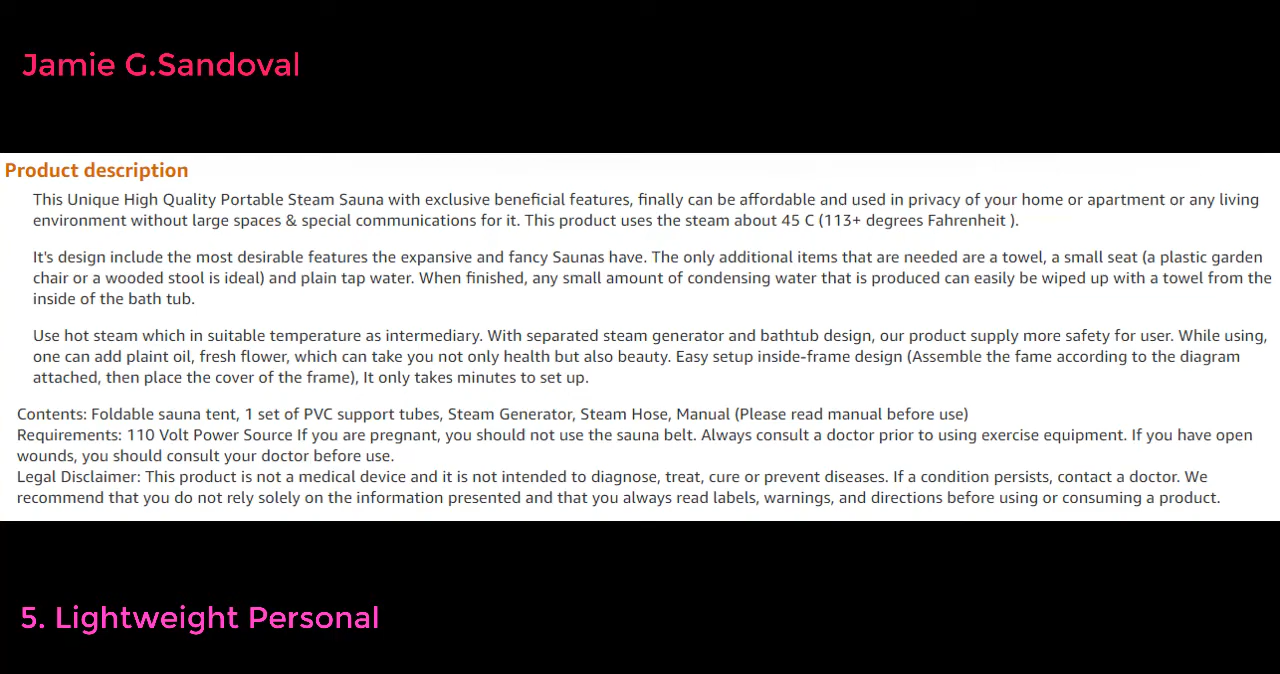 Jamie G.Sandoval
Product description
This Unique High Quality Portable Steam Sauna with exclusive beneficial features, finally can be affordable and used in privacy of your home or apartment or any living
environment without large spaces & special communications for it. This product uses the steam about 45 C (113+ degrees Fahrenheit ).
It's design include the most desirable features the expansive and fancy Saunas have. The only additional items that are needed are a towel, a small seat (a plastic garden
chair or a wooded stool is ideal) and plain tap water. When finished, any small amount of condensing water that is produced can easily be wiped up with a towel from the
inside of the bath tub.
Use hot steam which in suitable temperature as intermediary. With separated steam generator and bathtub design, our product supply more safety for user. While using,
one can add plaint oil, fresh flower, which can take you not only health but also beauty. Easy setup inside-frame design (Assemble the fame according to the diagram
attached, then place the cover of the frame), It only takes minutes to set up.
Contents: Foldable sauna tent, 1 set of PVC support tubes, Steam Generator, Steam Hose, Manual (Please read manual before use)
Requirements: 110 Volt Power Source If you are pregnant, you should not use the sauna belt. Always consult a doctor prior to using exercise equipment. If you have open
wounds, you should consult your doctor before use.
Legal Disclaimer: This product is not a medical device and it is not intended to diagnose, treat, cure or prevent diseases. If a condition persists, contact a doctor. We
recommend that you do not rely solely on the information presented and that you always read labels, warnings, and directions before using or consuming a product.
5. Lightweight Personal